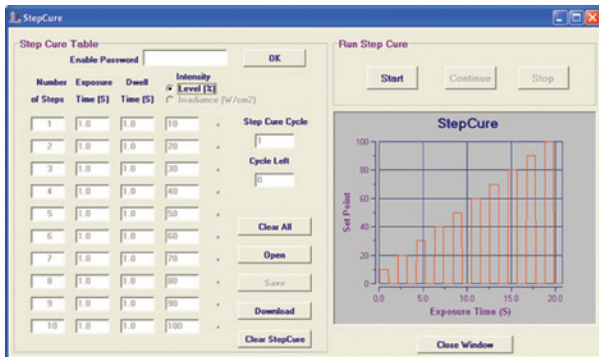 StepCure
Step Cure Table
Enable Password
OK
Number of Steps
Exposure Time (S)
Dwell Time (S)
Intensity
Level (%)
Irradiance (W/cm2)
1 1.0 1.0 10
2 1.0 1.0 20
3 1.0 1.0 30
4 1.0 1.0 40
5 1.0 1.0 50
6 1.0 1.0 60
7 1.0 1.0 70
8 1.0 1.0 80
9 1.0 1.0 90
10 1.0 1.0 100
Step Cure Cycle
1
Cycle Left
0
Clear All
Open
Save
Download
Clear StepCure
Run Step Cure
Start
Continue
Stop
StepCure
Set Point
100
80
60
40
20
0
0.0 5.0 10.0 15.0 20.0
Exposure Time (S)
Close Window